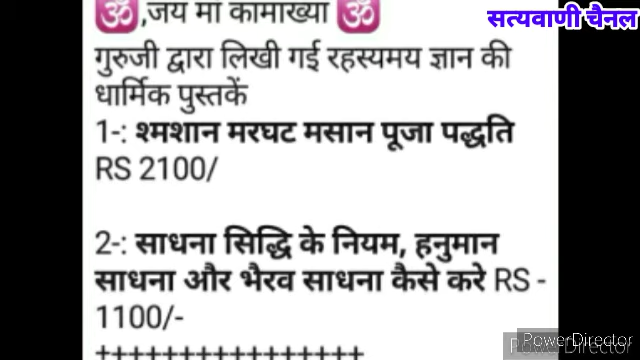 🕉️,जय मा कामाख्या 🕉️
सत्यवाणी चैनल
गुरुजी द्वारा लिखी गई रहस्यमय ज्ञान की
धार्मिक पुस्तकें
1-: श्मशान मरघट मसान पूजा पद्धति
RS 2100/
2-: साधना सिद्धि के नियम, हनुमान
साधना और भैरव साधना कैसे करे RS -
1100/-
++++++++++++++++
PowerDirector
PowerDirector